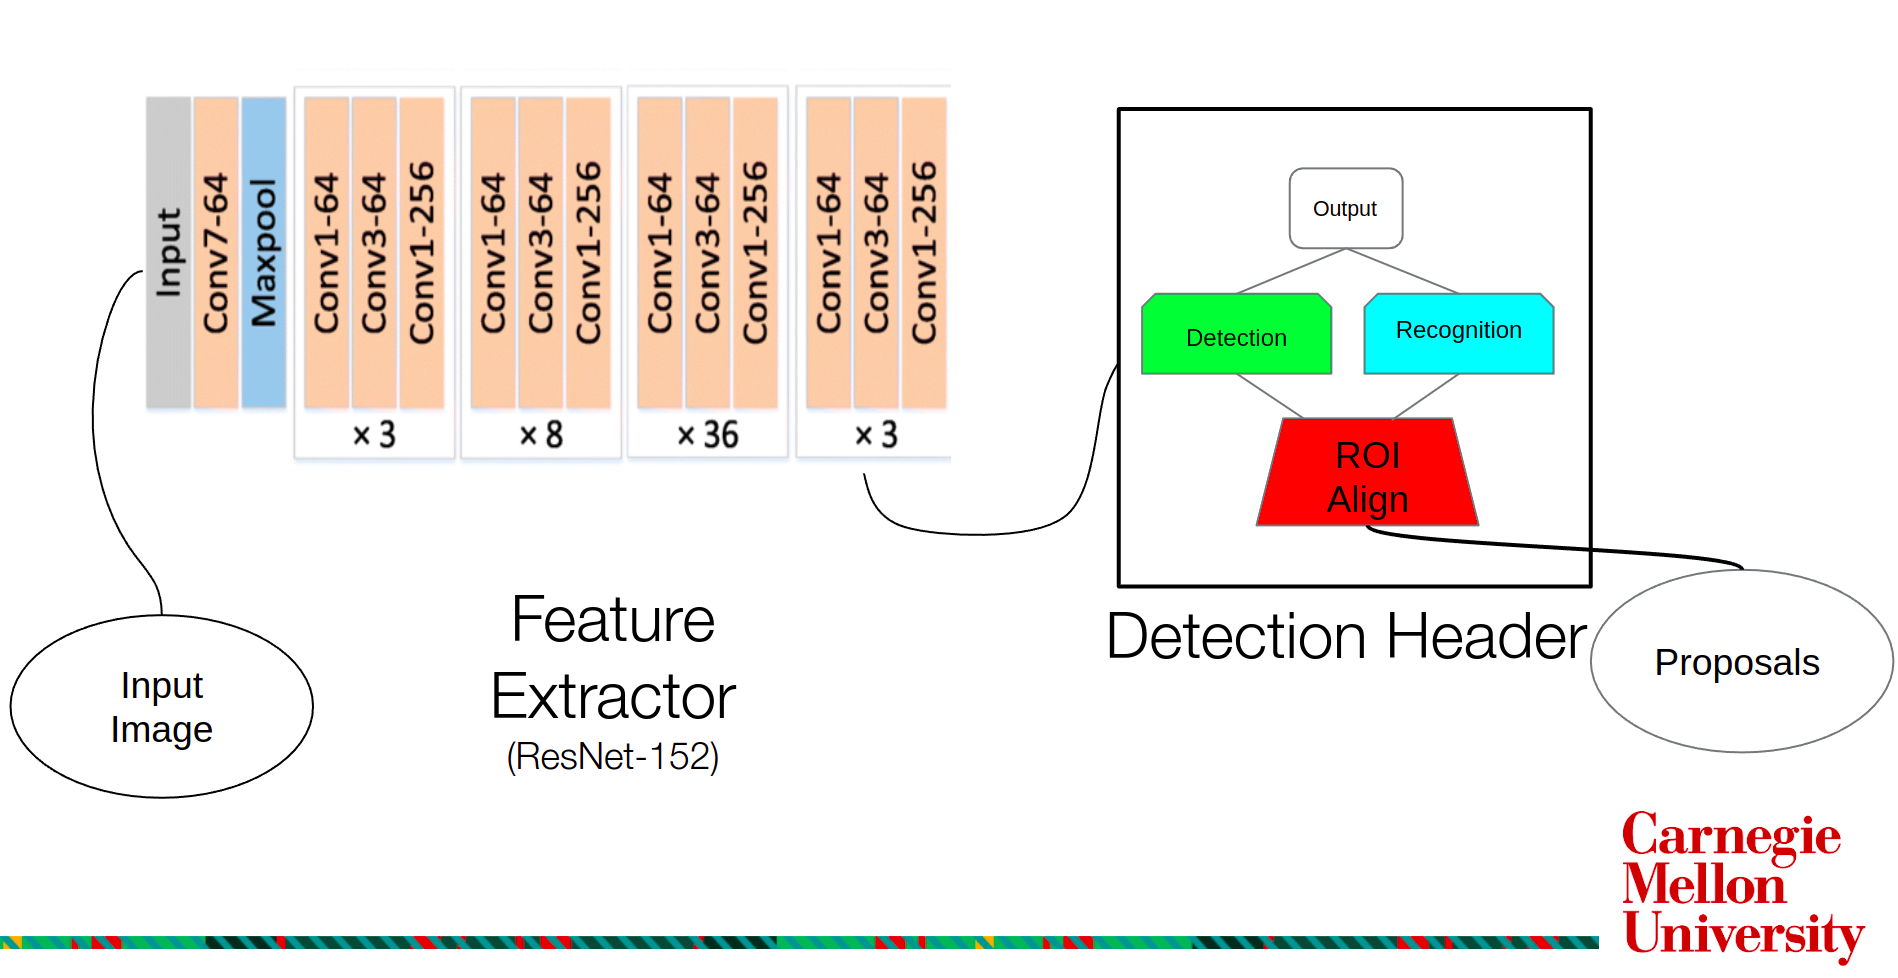 Input
Conv7-64
Maxpool
Conv1-64
Conv3-64
Conv1-256
× 3
Conv1-64
Conv3-64
Conv1-256
× 8
Conv1-64
Conv3-64
Conv1-256
× 36
Conv1-64
Conv3-64
Conv1-256
× 3
Output
Detection
Recognition
ROI
Align
Input
Image
Feature
Extractor
(ResNet-152)
Detection Header
Proposals
Carnegie
Mellon
University